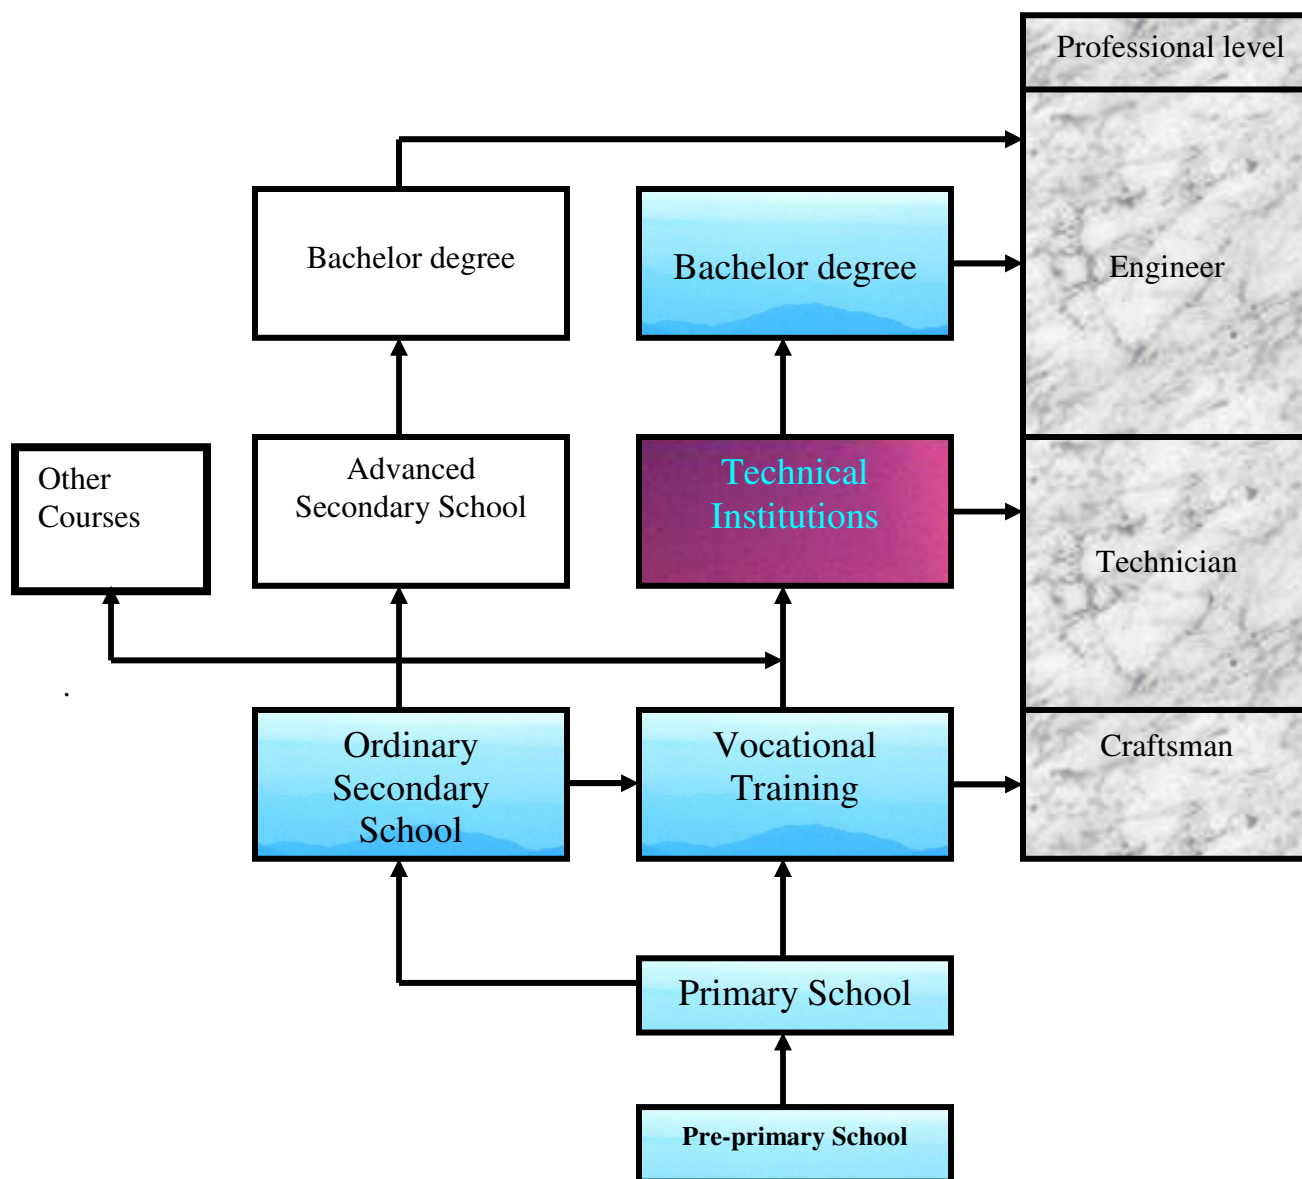 Professional level
Bachelor degree
Bachelor degree
Engineer
Other
Courses
Advanced
Secondary School
Technical
Institutions
Technician
.
Ordinary
Secondary
School
Vocational
Training
Craftsman
Primary School
Pre-primary School